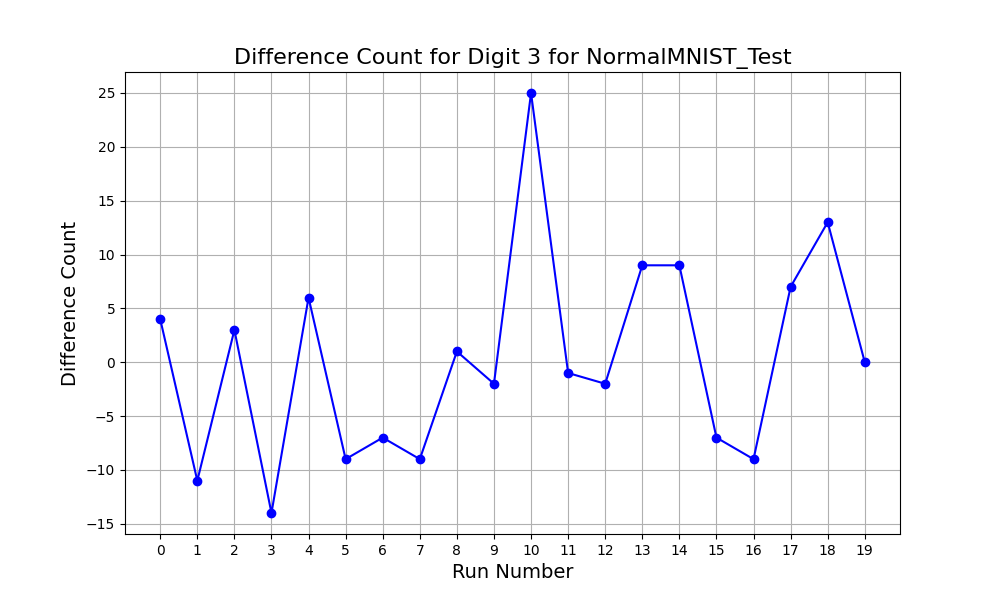 Difference Count for Digit 3 for NormalMNIST_Test
Difference Count
25
20
15
10
5
0
−5
−10
−15
0 1 2 3 4 5 6 7 8 9 10 11 12 13 14 15 16 17 18 19
Run Number